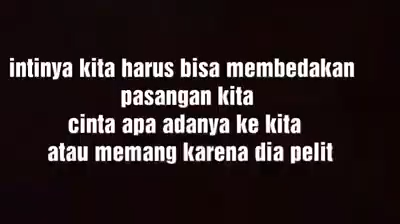 intinya kita harus bisa membedakan
pasangan kita
cinta apa adanya ke kita
atau memang karena dia pelit